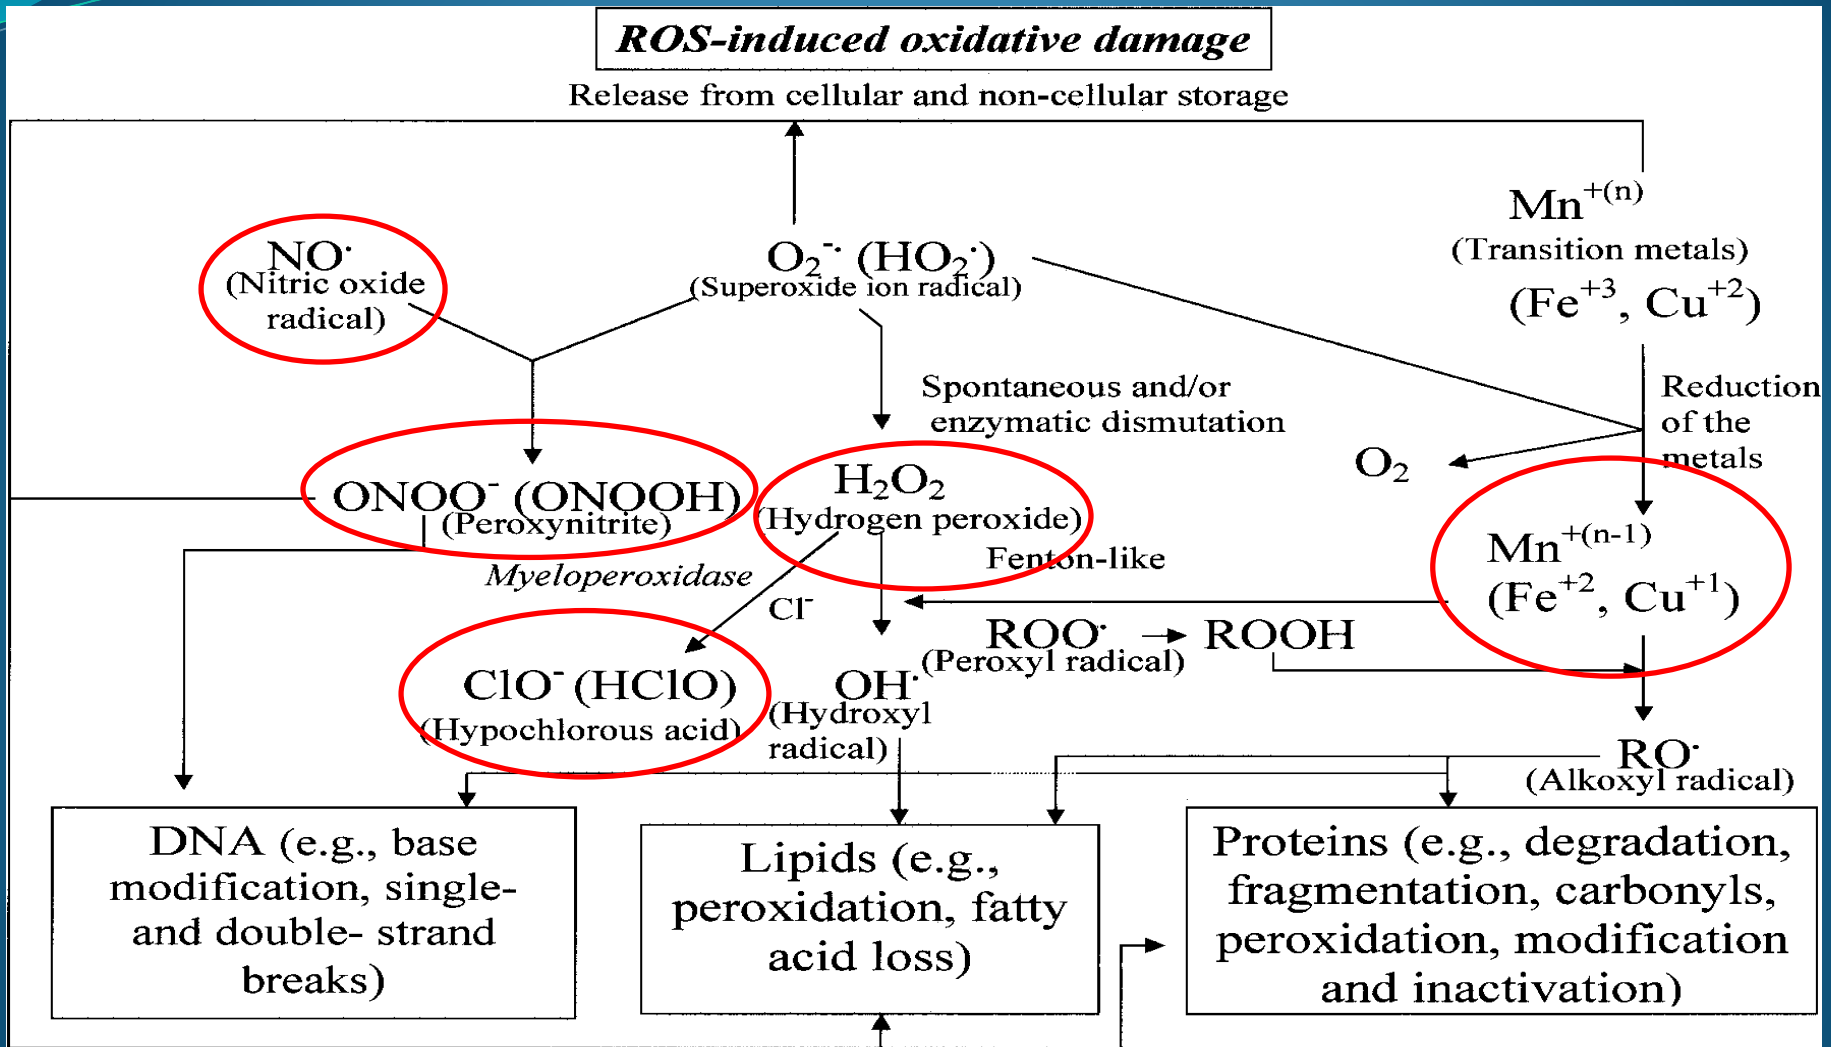 ROS-induced oxidative damage
Release from cellular and non-cellular storage
Mn+(n)
(Transition metals)
(Fe+3, Cu+2)
NO·
(Nitric oxide
radical)
O2-· (HO2·)
(Superoxide ion radical)
Spontaneous and/or
enzymatic dismutation
Reduction
of the
metals
O2
ONOO- (ONOOH)
(Peroxynitrite)
H2O2
(Hydrogen peroxide)
Mn+(n-1)
(Fe+2, Cu+1)
Myeloperoxidase
Cl-
Fenton-like
ROO· → ROOH
(Peroxyl radical)
ClO- (HClO)
(Hypochlorous acid)
OH·
(Hydroxyl
radical)
RO·
(Alkoxyl radical)
DNA (e.g., base
modification, single-
and double- strand
breaks)
Lipids (e.g.,
peroxidation, fatty
acid loss)
Proteins (e.g., degradation,
fragmentation, carbonyls,
peroxidation, modification
and inactivation)